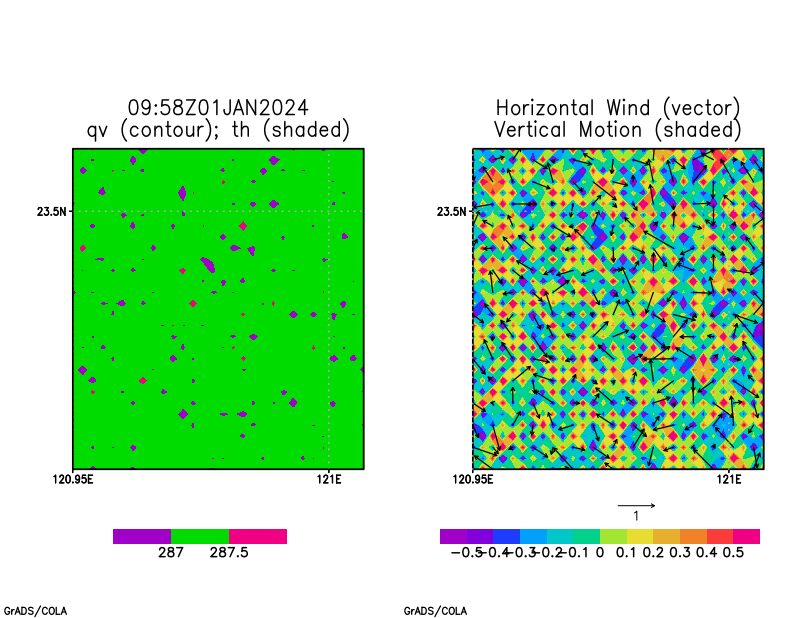 09:58Z01JAN2024
qv (contour); th (shaded)
23.5N
120.95E 121E
287 287.5
Horizontal Wind (vector)
Vertical Motion (shaded)
23.5N
120.95E 121E
1
-0.5 -0.4 -0.3 -0.2 -0.1 0 0.1 0.2 0.3 0.4 0.5
GrADS/COLA
GrADS/COLA